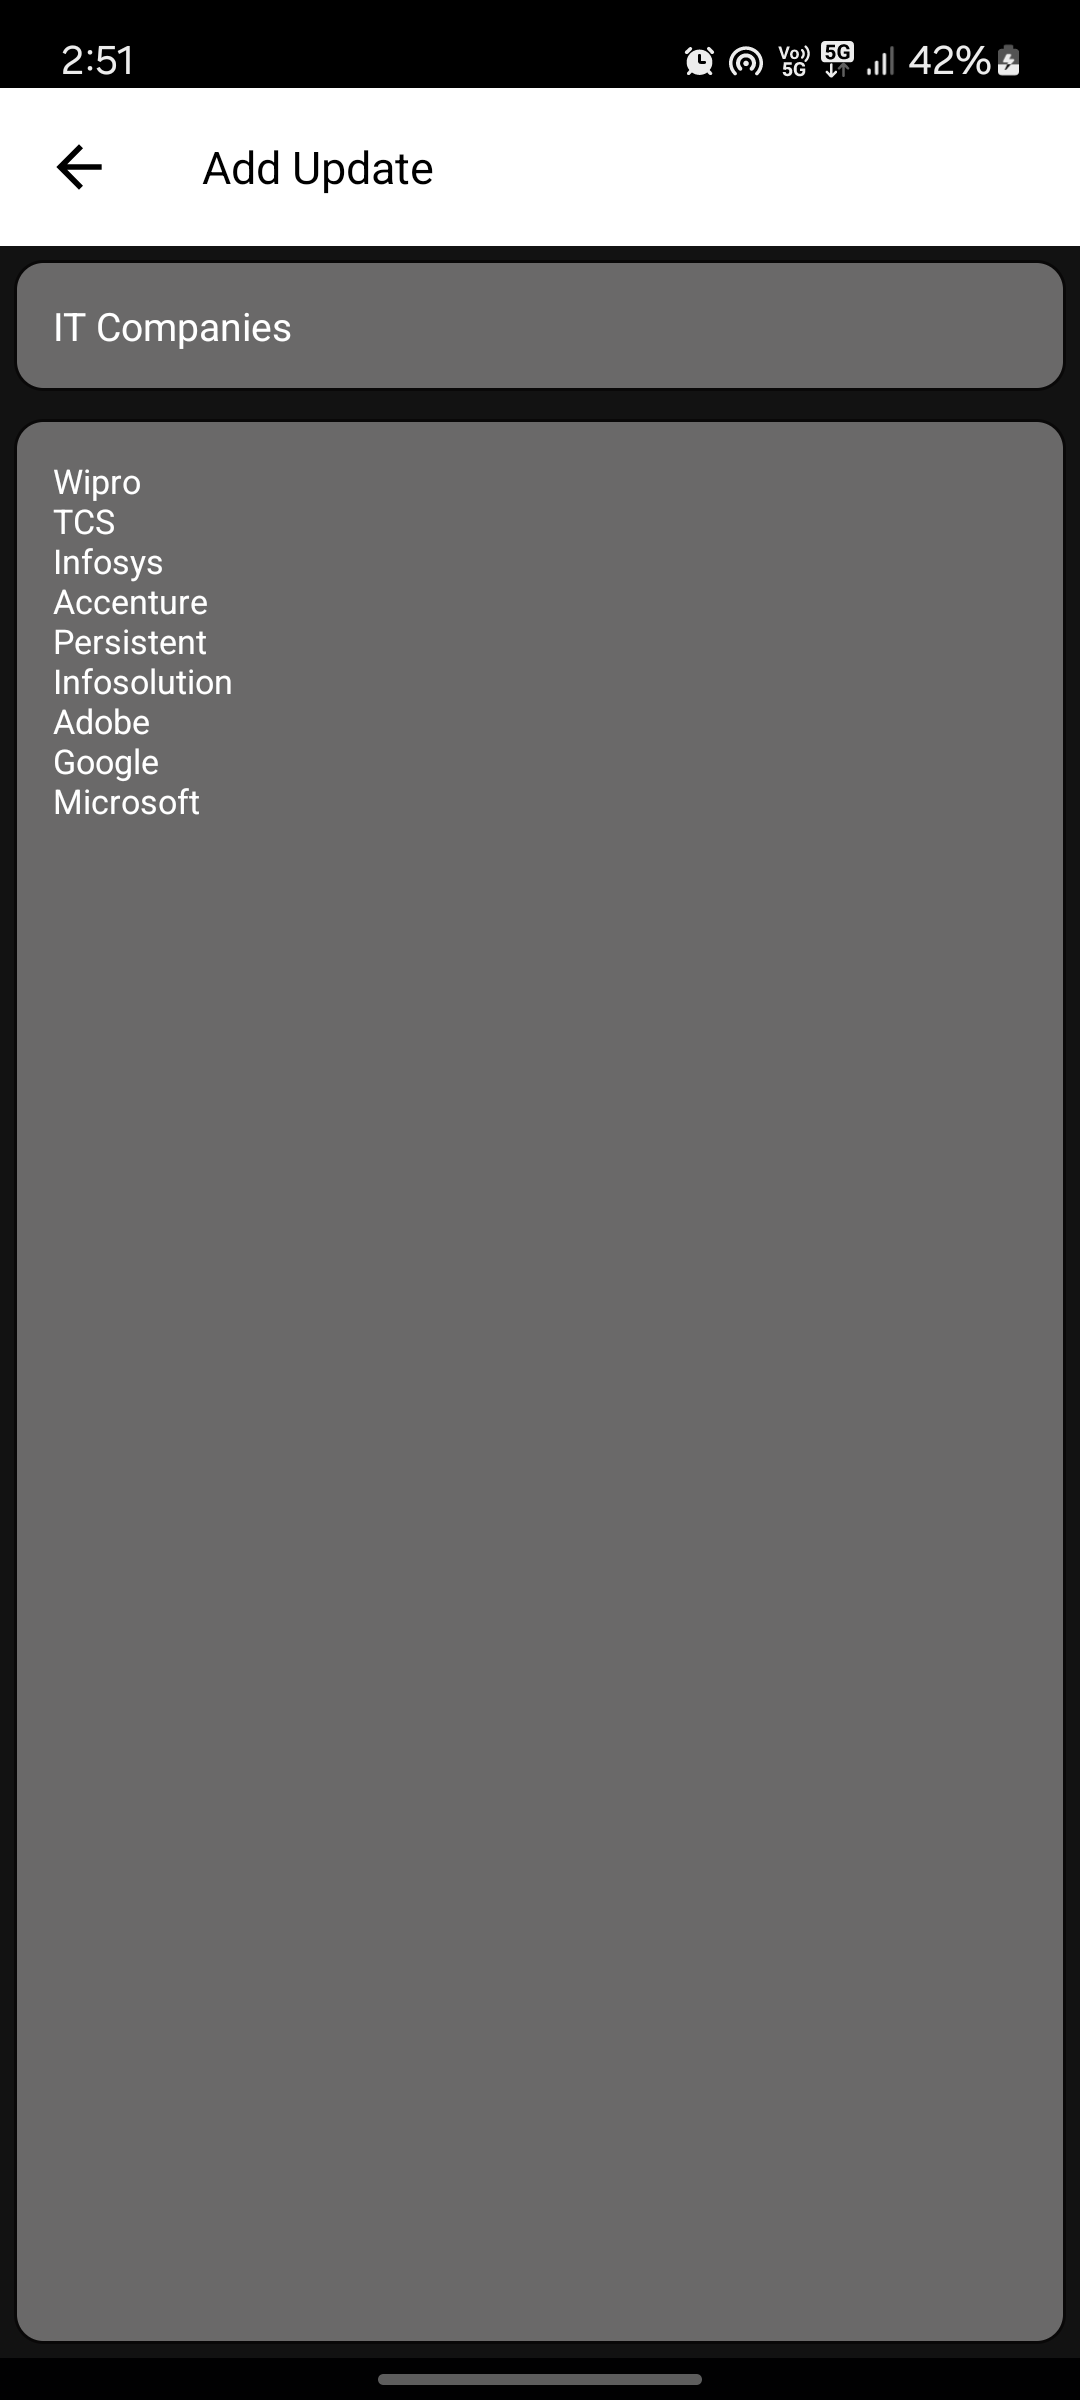 2:51
Vo)) 5G
5G
42%
Add Update
IT Companies
Wipro
TCS
Infosys
Accenture
Persistent
Infosolution
Adobe
Google
Microsoft